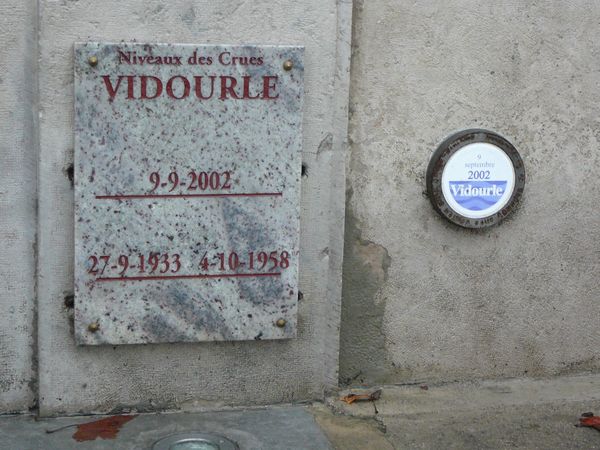 Niveaux des Crues
VIDOURLE
9-9-2002
27-9-1933 4-10-1958
9
septembre
2002
Vidourle